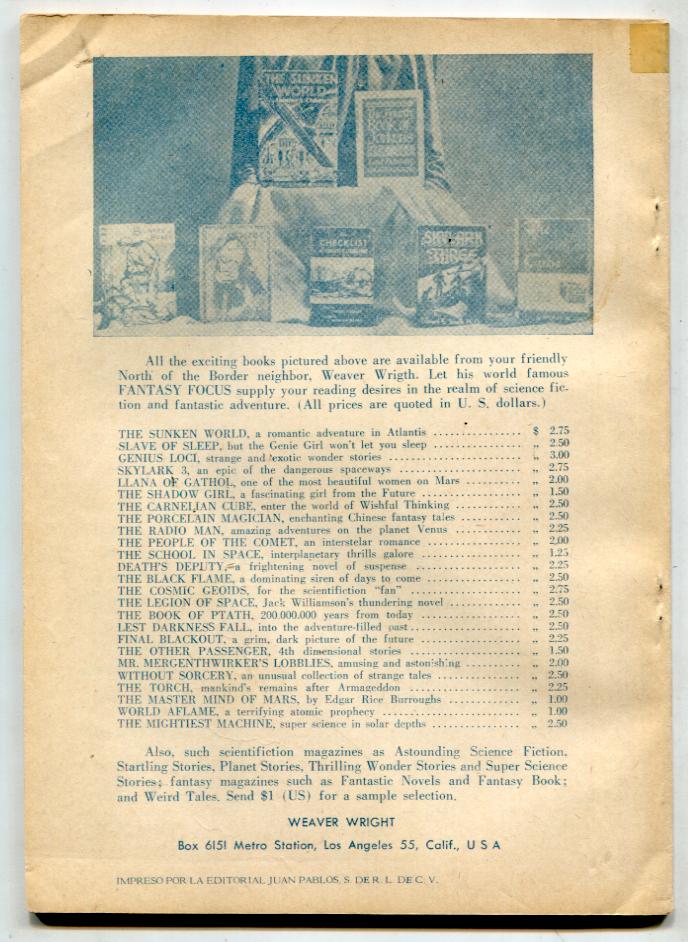 THE SUNKEN
WORLD
CHECKLIST
SKYLARK
THREE
All the exciting books pictured above are available from your friendly
North of the Border neighbor, Weaver Wrigth. Let his world famous
FANTASY FOCUS supply your reading desires in the realm of science fic-
tion and fantastic adventure. (All prices are quoted in U. S. dollars.)
THE SUNKEN WORLD, a romantic adventure in Atlantis ................ $ 2.75
SLAVE OF SLEEP, but the Genie Girl won't let you sleep ................ „ 2.50
GENIUS LOCI, strange and exotic wonder stories ................ „ 3.00
SKYLARK 3, an epic of the dangerous spaceways ................ „ 2.75
LLANA OF GATHOL, one of the most beautiful women on Mars ................ „ 2.00
THE SHADOW GIRL, a fascinating girl from the Future ................ „ 1.50
THE CARNELIAN CUBE, enter the world of Wishful Thinking ................ „ 2.50
THE PORCELAIN MAGICIAN, enchanting Chinese fantasy tales ................ „ 2.50
THE RADIO MAN, amazing adventures on the planet Venus ................ „ 2.25
THE PEOPLE OF THE COMET, an interstelar romance ................ „ 2.00
THE SCHOOL IN SPACE, interplanetary thrills galore ................ „ 1.25
DEATH'S DEPUTY, a frightening novel of suspense ................ „ 2.25
THE BLACK FLAME, a dominating siren of days to come ................ „ 2.50
THE COSMIC GEOIDS, for the scientifiction "fan" ................ „ 2.75
THE LEGION OF SPACE, Jack Williamson's thundering novel ................ „ 2.50
THE BOOK OF PTATH, 200.000.000 years from today ................ „ 2.50
LEST DARKNESS FALL, into the adventure-filled past ................ „ 2.50
FINAL BLACKOUT, a grim, dark picture of the future ................ „ 2.25
THE OTHER PASSENGER, 4th dimensional stories ................ „ 1.50
MR. MERGENTHWIRKER'S LOBBLIES, amusing and astonishing ................ „ 2.00
WITHOUT SORCERY, an unusual collection of strange tales ................ „ 2.50
THE TORCH, mankind's remains after Armageddon ................ „ 2.25
THE MASTER MIND OF MARS, by Edgar Rice Burroughs ................ „ 1.00
WORLD AFLAME, a terrifying atomic prophecy ................ „ 1.00
THE MIGHTIEST MACHINE, super science in solar depths ................ „ 2.50
Also, such scientifiction magazines as Astounding Science Fiction,
Startling Stories, Planet Stories, Thrilling Wonder Stories and Super Science
Stories; fantasy magazines such as Fantastic Novels and Fantasy Book;
and Weird Tales. Send $1 (US) for a sample selection.
WEAVER WRIGHT
Box 6151 Metro Station, Los Angeles 55, Calif., U S A
IMPRESO POR LA EDITORIAL JUAN PABLOS, S. DE R. L. DE C. V.